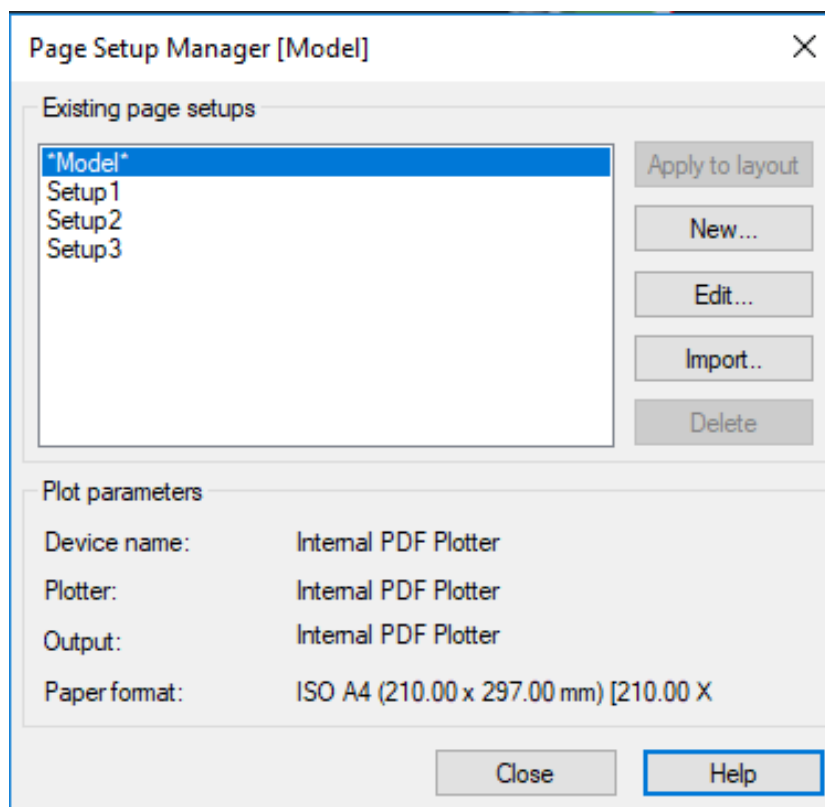 Page Setup Manager [Model]
Existing page setups
*Model*
Setup1
Setup2
Setup3
Apply to layout
New...
Edit...
Import..
Delete
Plot parameters
Device name: Internal PDF Plotter
Plotter: Internal PDF Plotter
Output: Internal PDF Plotter
Paper format: ISO A4 (210.00 x 297.00 mm) [210.00 X
Close Help